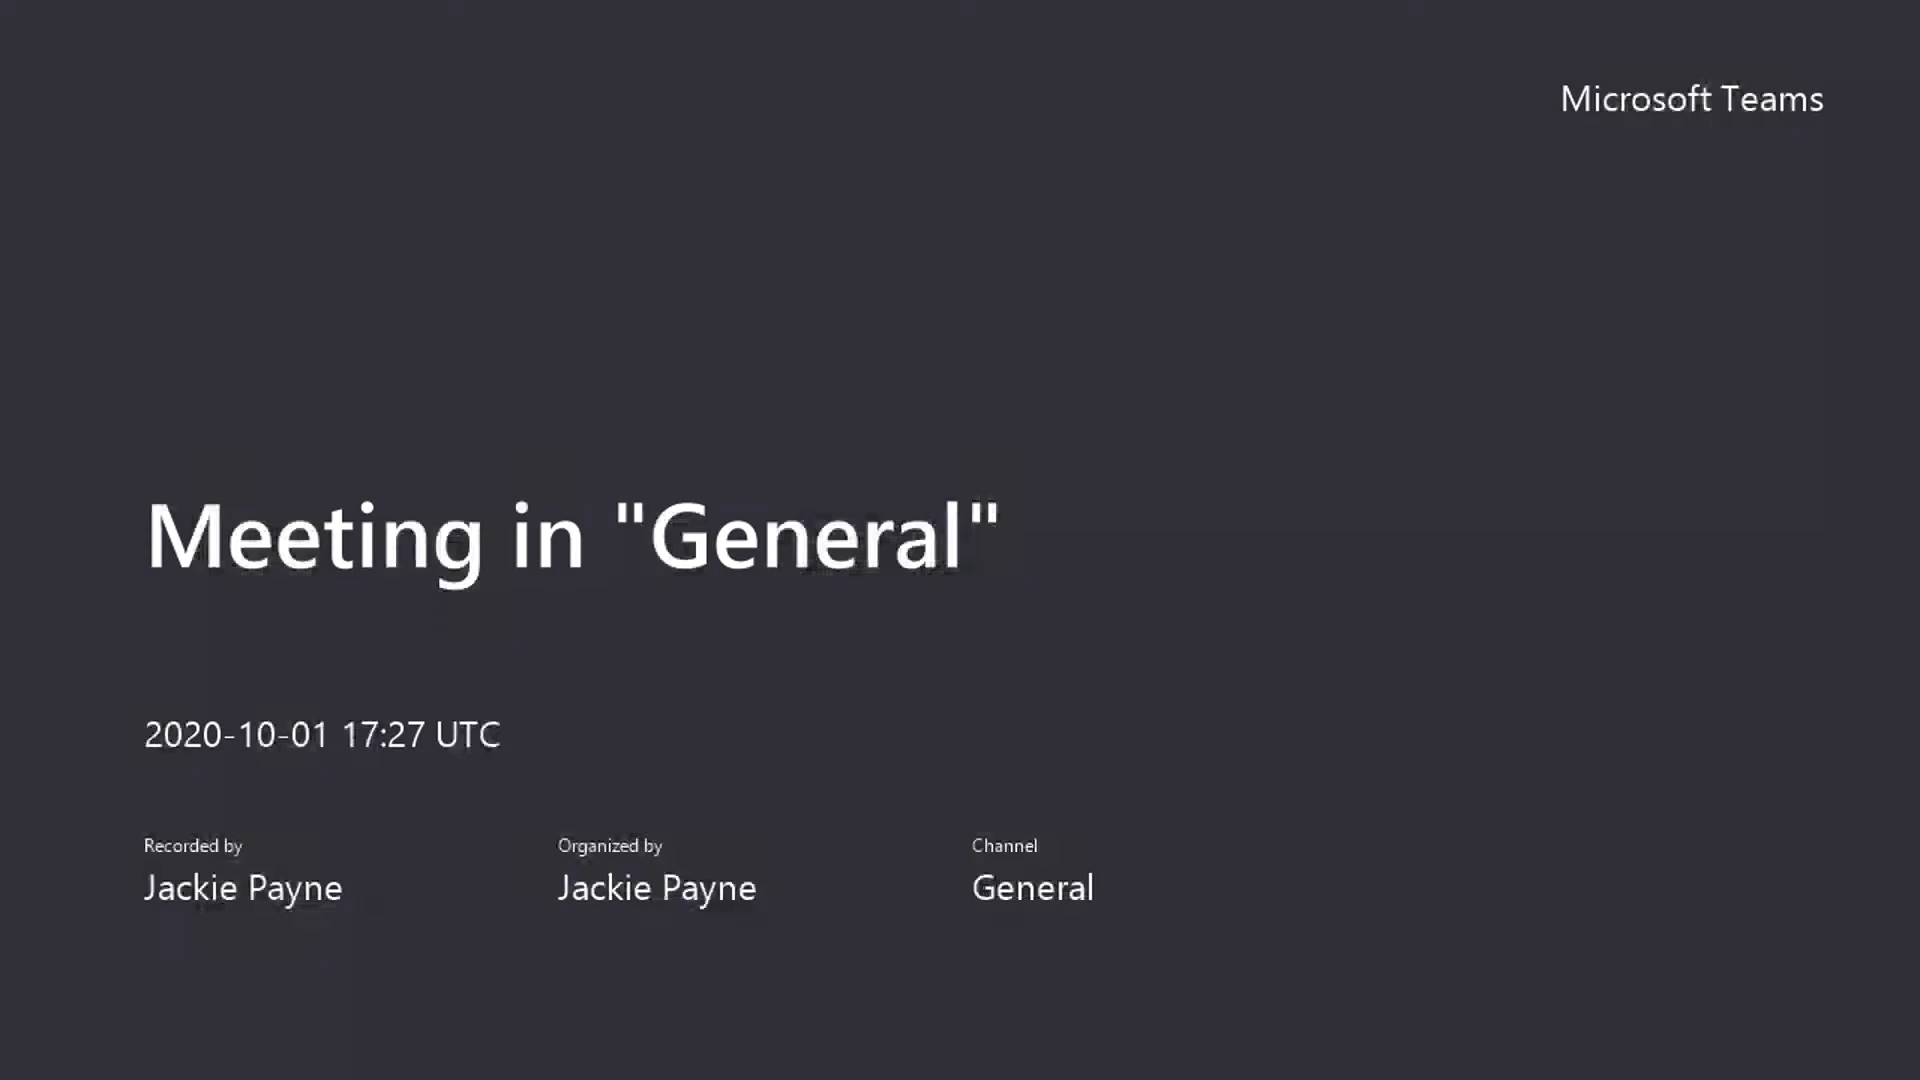 Microsoft Teams
Meeting in "General"
2020-10-01 17:27 UTC
Recorded by
Jackie Payne
Organized by
Jackie Payne
Channel
General